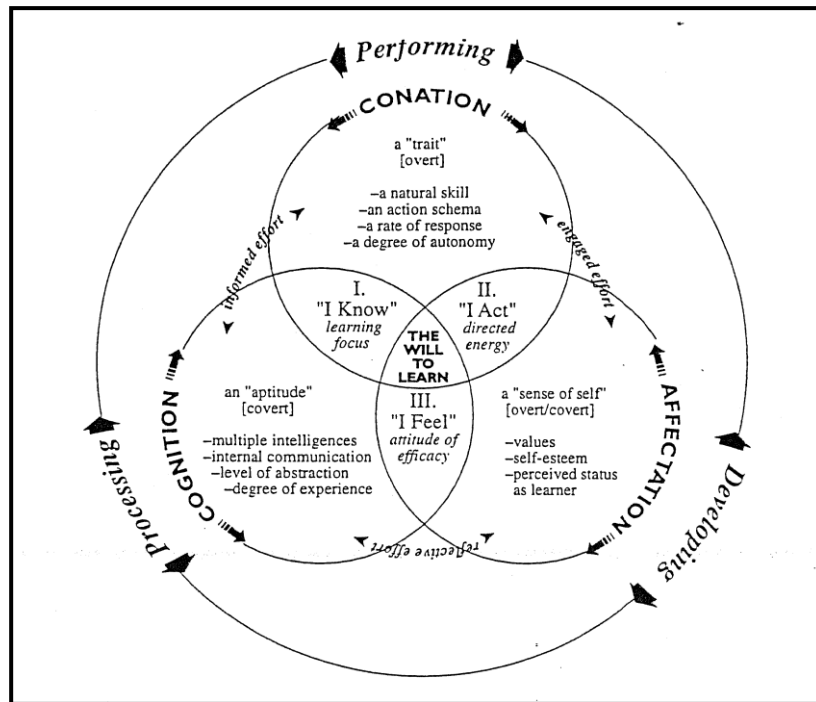 Performing
CONATION
a "trait"
[overt]
–a natural skill
–an action schema
–a rate of response
–a degree of autonomy
informed effort
engaged effort
I.
"I Know"
learning
focus
II.
"I Act"
directed
energy
THE
WILL
TO
LEARN
an "aptitude"
[covert]
–multiple intelligences
–internal communication
–level of abstraction
–degree of experience
III.
"I Feel"
attitude of
efficacy
a "sense of self"
[overt/covert]
–values
–self-esteem
–perceived status
as learner
COGNITION
AFFECTATION
reflective effort
Processing
Developing